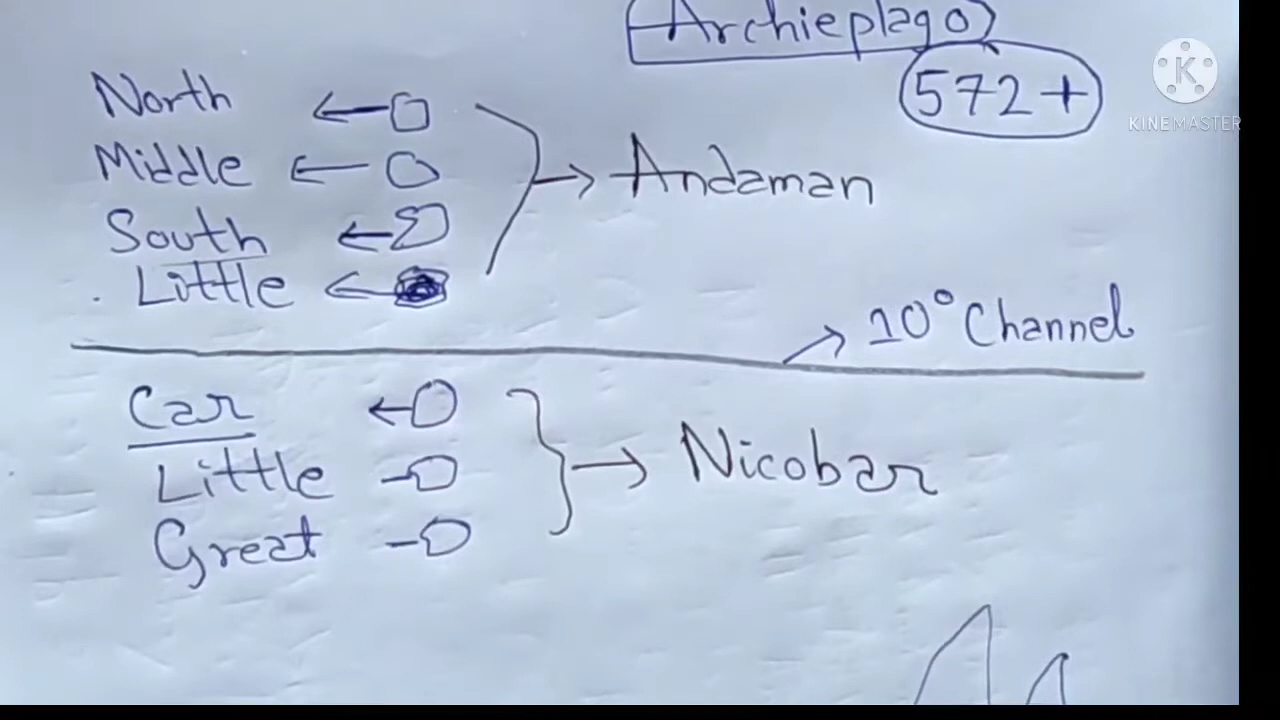 Archieplago
572+
North
Middle
South
Little
Andaman
10° Channel
Car
Little
Great
Nicobar
KINEMASTER